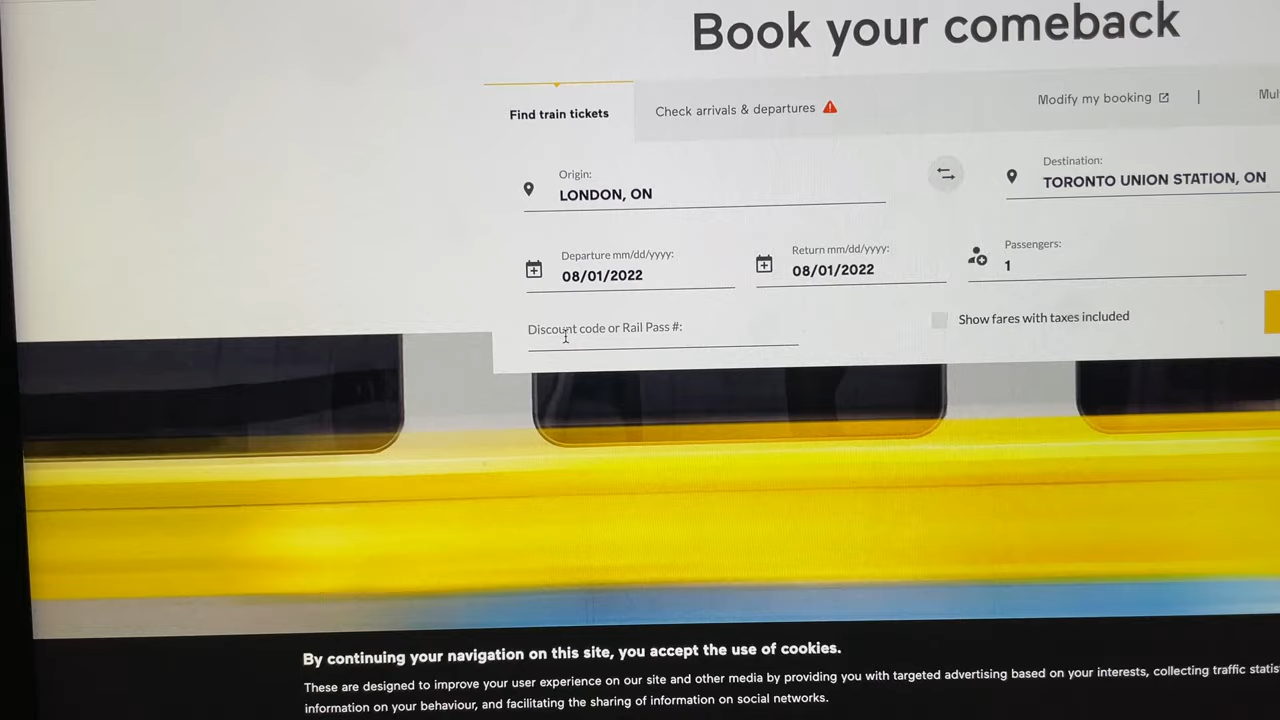 Book your comeback
Find train tickets
Check arrivals & departures
Modify my booking
|
Origin:
LONDON, ON
Destination:
TORONTO UNION STATION, ON
Departure mm/dd/yyyy:
08/01/2022
Return mm/dd/yyyy:
08/01/2022
Passengers:
1
Discount code or Rail Pass #:
Show fares with taxes included
By continuing your navigation on this site, you accept the use of cookies.
These are designed to improve your user experience on our site and other media by providing you with targeted advertising based on your interests, collecting traffic
information on your behaviour, and facilitating the sharing of information on social networks.